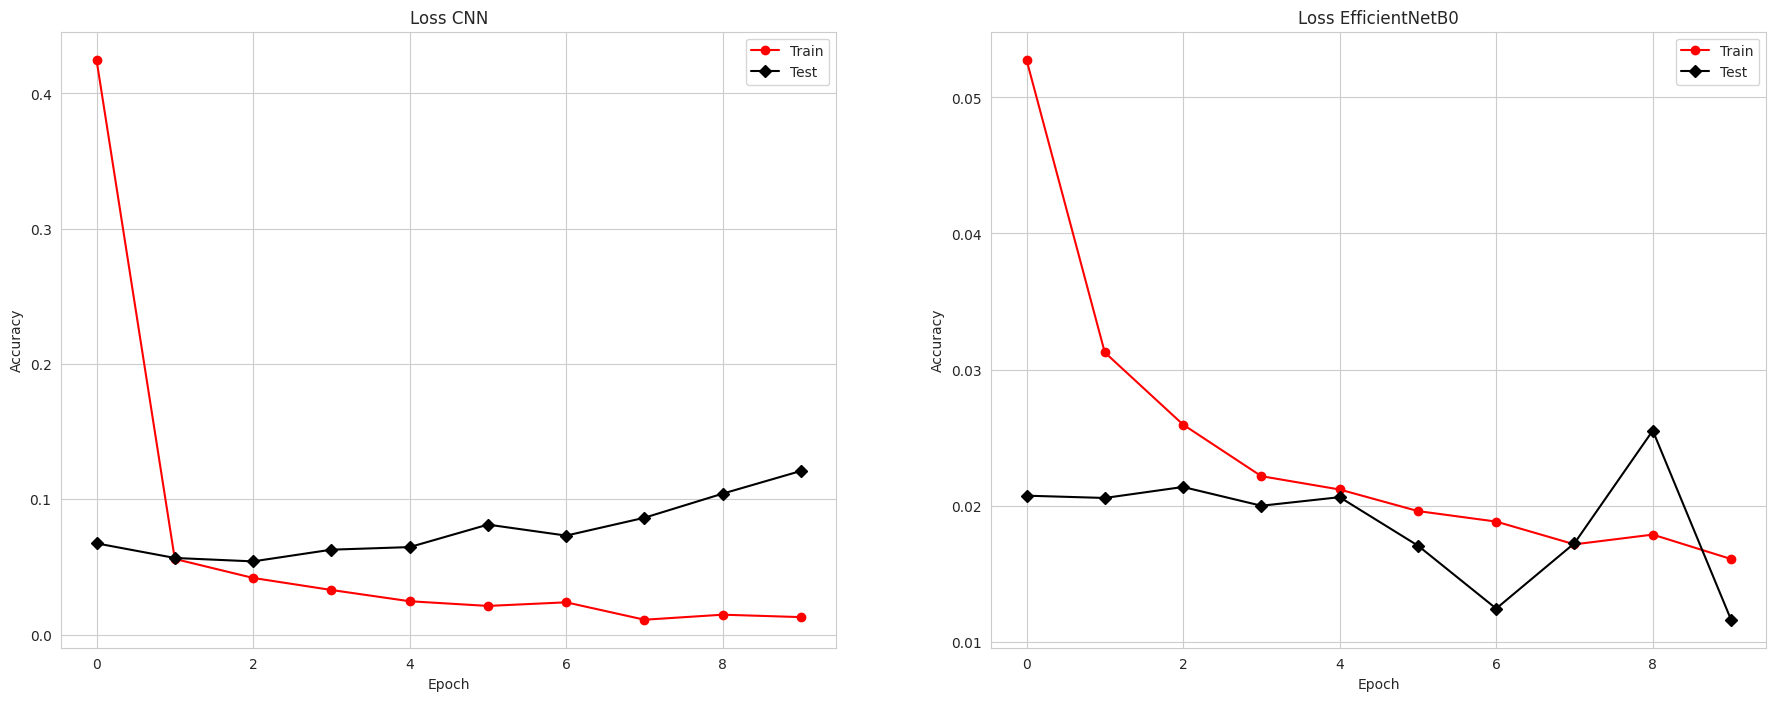 Loss CNN
Train
Test
0.4
0.3
0.2
0.1
0.0
Accuracy
0 2 4 6 8
Epoch
Loss EfficientNetB0
Train
Test
0.05
0.04
0.03
0.02
0.01
Accuracy
0 2 4 6 8
Epoch